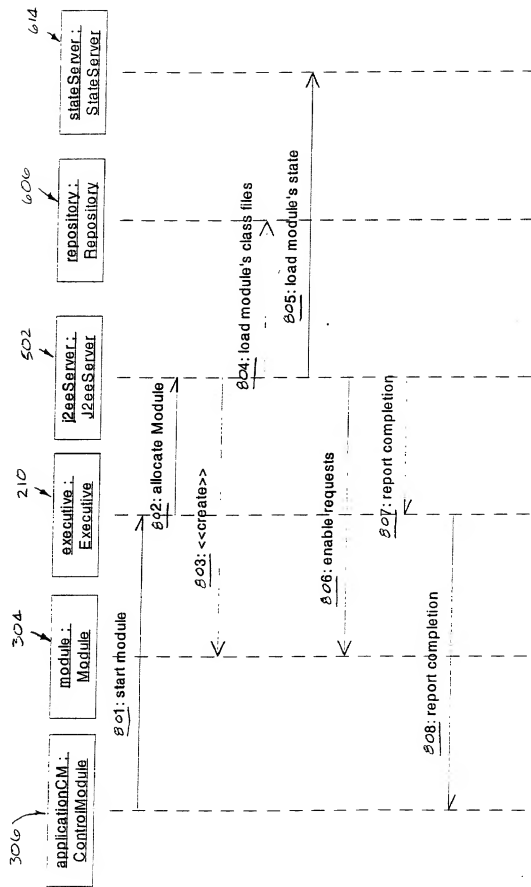 306
applicationCM :
ControlModule
304
module :
Module
210
executive :
Executive
502
j2eeServer :
J2eeServer
606
repository :
Repository
614
stateServer :
StateServer
801: start module
802: allocate Module
803: <<create>>
804: load module's class files
805: load module's state
806: enable requests
807: report completion
808: report completion